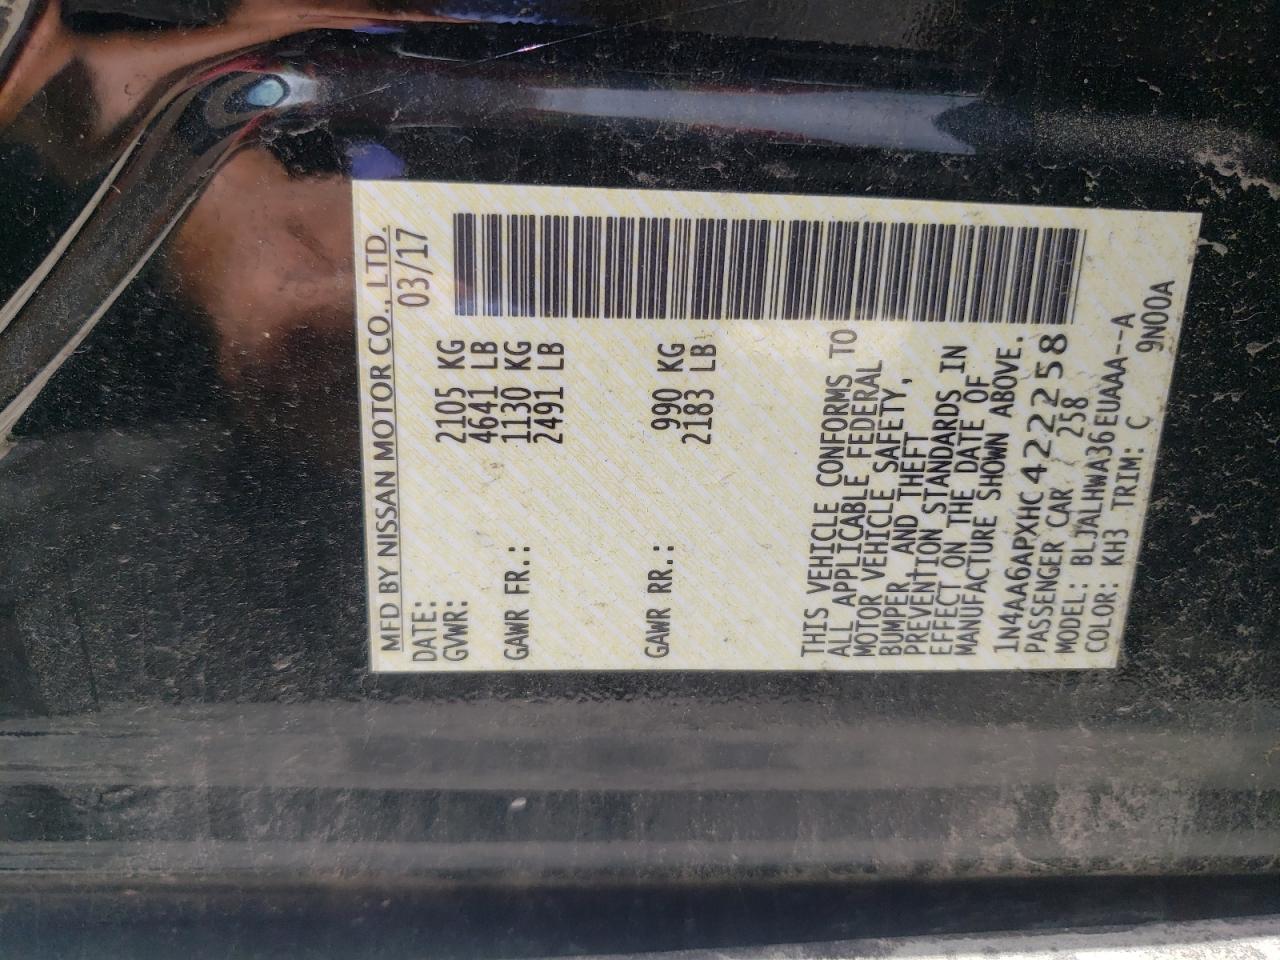 MFD BY NISSAN MOTOR CO., LTD.
DATE: 03/17
GVWR: 2105 KG
4641 LB
GAWR FR.: 1130 KG
2491 LB
GAWR RR.: 990 KG
2183 LB
THIS VEHICLE CONFORMS TO
ALL APPLICABLE FEDERAL
MOTOR VEHICLE SAFETY,
BUMPER, AND THEFT
PREVENTION STANDARDS IN
EFFECT ON THE DATE OF
MANUFACTURE SHOWN ABOVE.
1N4AA6APXHC422258
PASSENGER CAR 258
MODEL: BLJALHWA36EUAAA--A
COLOR: KH3 TRIM: C 9N00A